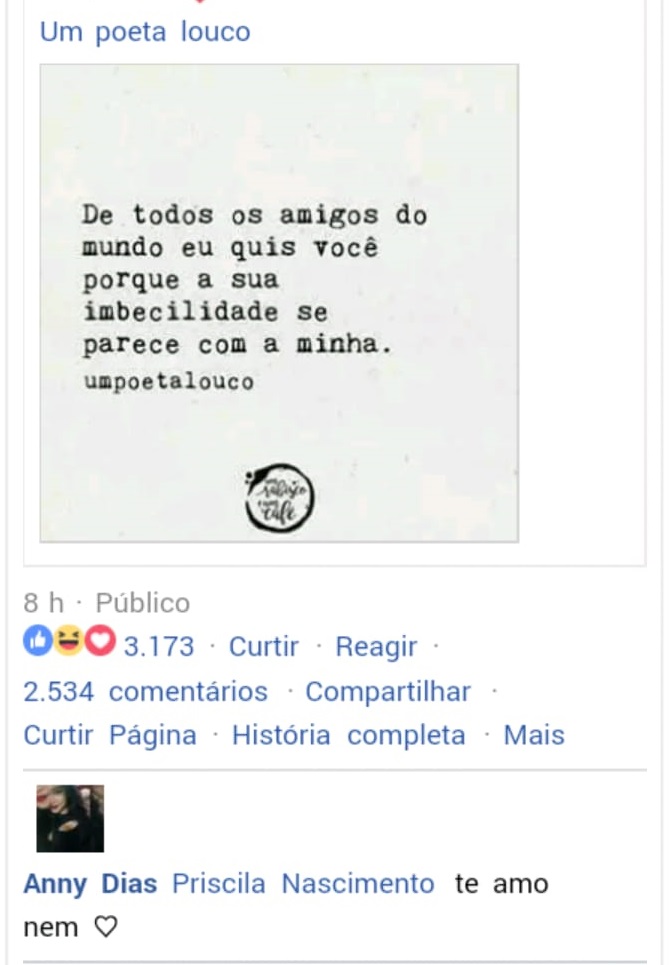 Um poeta louco
De todos os amigos do
mundo eu quis você
porque a sua
imbecilidade se
parece com a minha.
umpoetalouco
rabisco
café
8 h · Público
3.173 · Curtir · Reagir ·
2.534 comentários · Compartilhar ·
Curtir Página · História completa · Mais
Anny Dias Priscila Nascimento te amo
nem ♡